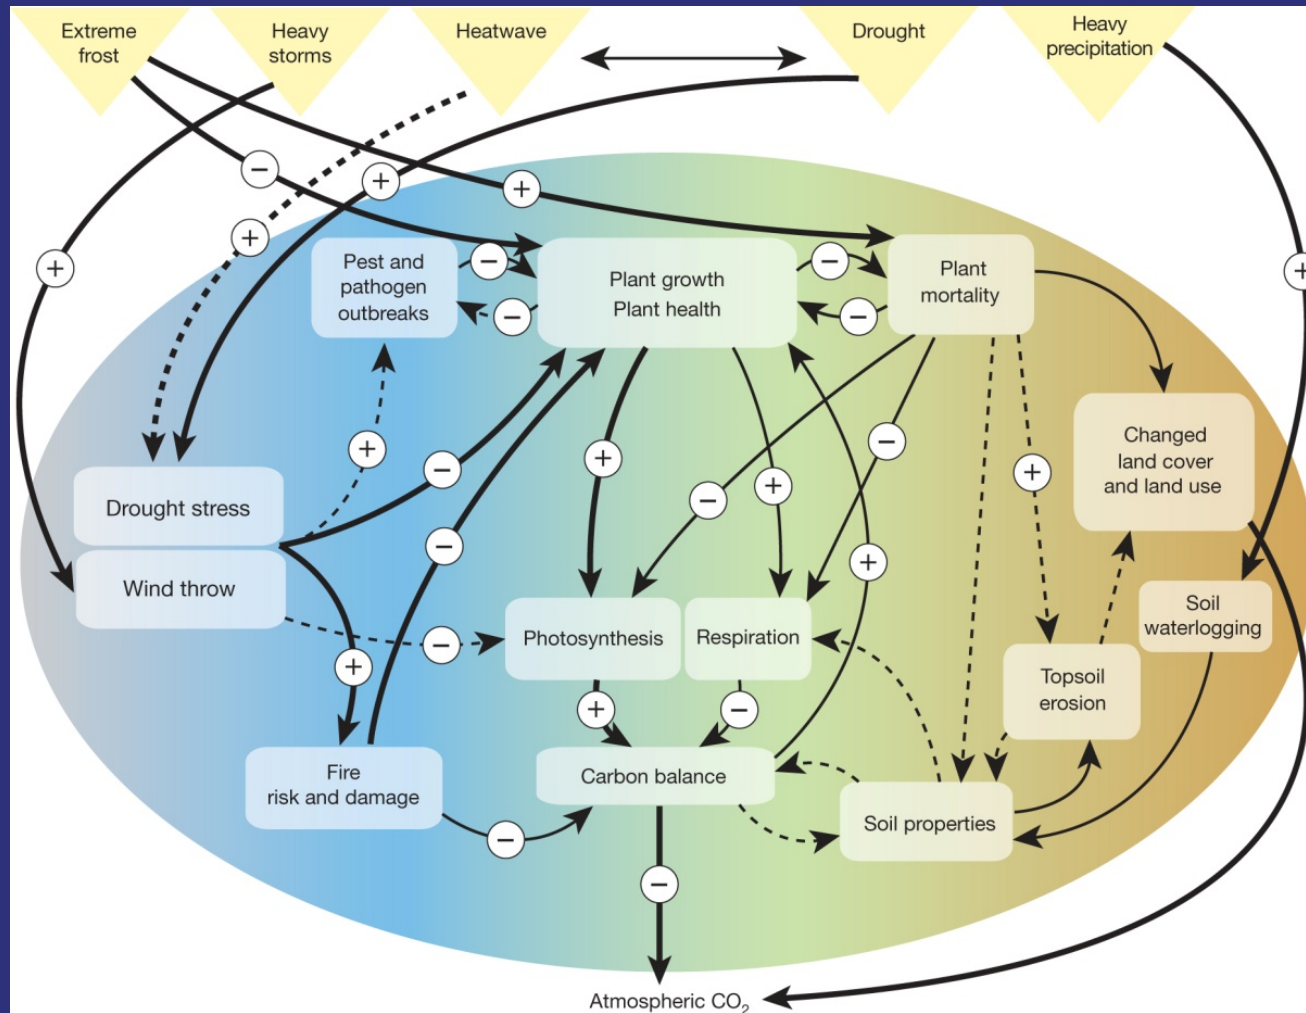 Extreme
frost
Heavy
storms
Heatwave
Drought
Heavy
precipitation
−
+
+
+
+
+
Pest and
pathogen
outbreaks
−
−
Plant growth
Plant health
−
−
Plant
mortality
Changed
land cover
and land use
+
−
+
+
−
−
+
+
Drought stress
Wind throw
−
−
+
Photosynthesis
Respiration
Soil
waterlogging
Topsoil
erosion
+
−
Fire
risk and damage
Carbon balance
Soil properties
−
−
Atmospheric CO₂